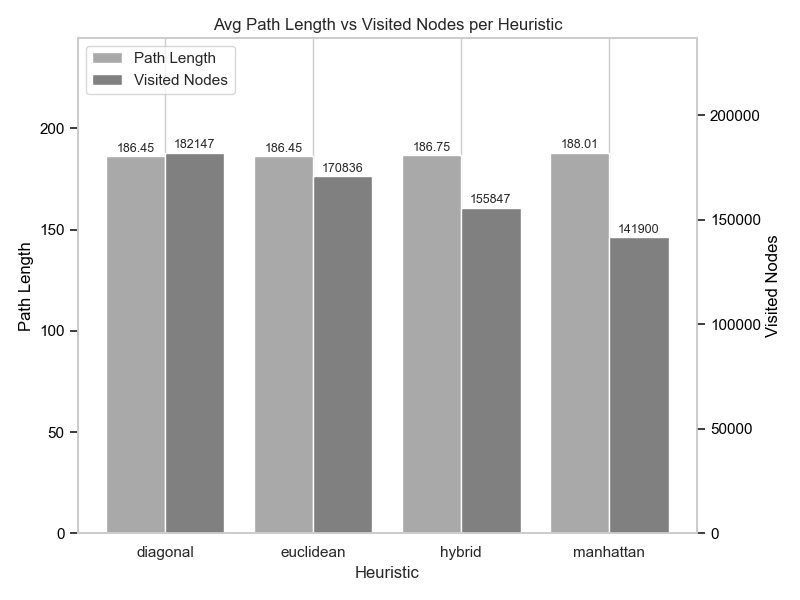 Avg Path Length vs Visited Nodes per Heuristic
Path Length
Visited Nodes
200
150
100
50
0
Path Length
186.45
182147
186.45
170836
186.75
155847
188.01
141900
200000
150000
100000
50000
0
Visited Nodes
diagonal
euclidean
hybrid
manhattan
Heuristic